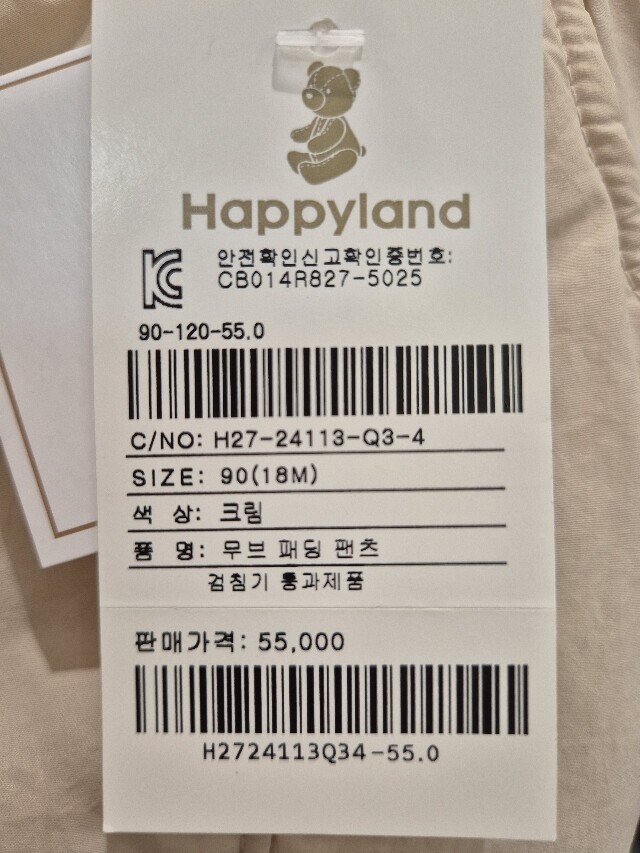 Happyland
안전확인신고확인증번호:
CB014R827-5025
90-120-55.0
C/NO: H27-24113-Q3-4
SIZE: 90(18M)
색 상: 크림
품 명: 무브 패딩 팬츠
검침기 통과제품
판매가격: 55,000
H2724113Q34-55.0